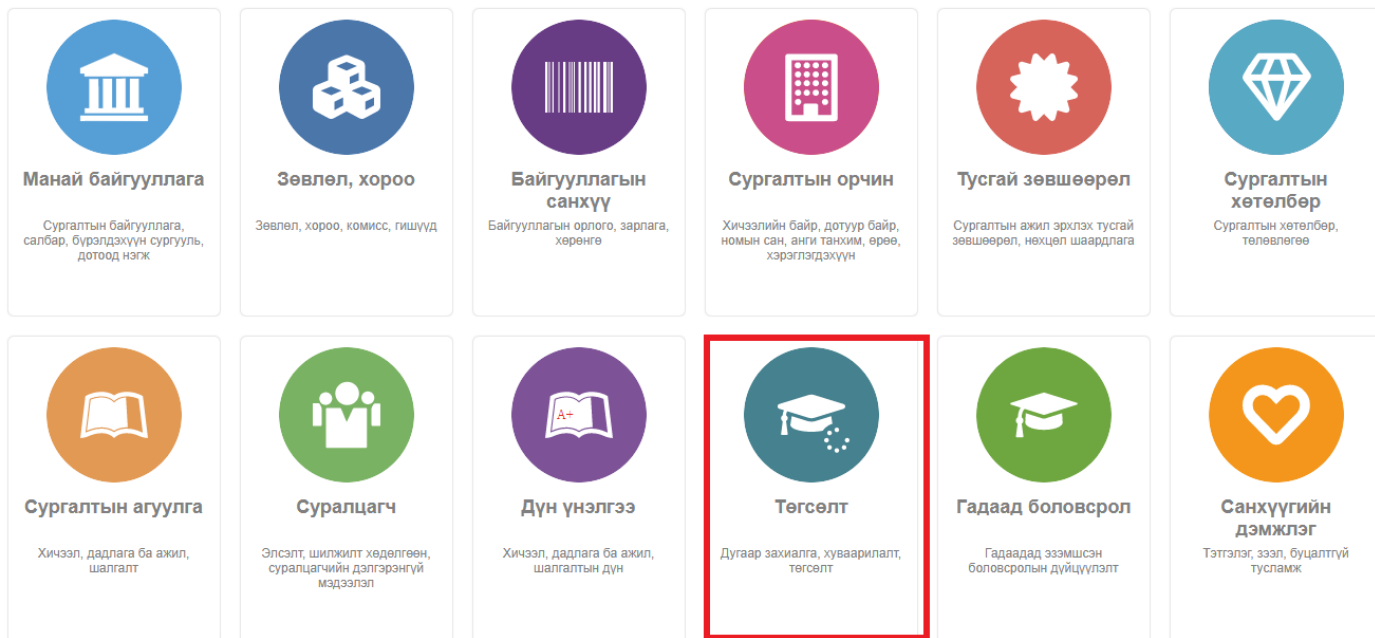 Манай байгууллага
Сургалтын байгууллага,
салбар, бүрэлдэхүүн сургууль,
дотоод нэгж
Зөвлөл, хороо
Зөвлөл, хороо, комисс, гишүүд
Байгууллагын
санхүү
Байгууллагын орлого, зарлага,
хөрөнгө
Сургалтын орчин
Хичээлийн байр, дотуур байр,
номын сан, анги танхим, өрөө,
хэрэглэгдэхүүн
Тусгай зөвшөөрөл
Сургалтын ажил эрхлэх тусгай
зөвшөөрөл, нөхцөл шаардлага
Сургалтын
хөтөлбөр
Сургалтын хөтөлбөр,
төлөвлөгөө
Сургалтын агуулга
Хичээл, дадлага ба ажил,
шалгалт
Суралцагч
Элсэлт, шилжилт хөдөлгөөн,
суралцагчийн дэлгэрэнгүй
мэдээлэл
A+
Дүн үнэлгээ
Хичээл, дадлага ба ажил,
шалгалтын дүн
Төгсөлт
Дугаар захиалга, хуваарилалт,
төгсөлт
Гадаад боловсрол
Гадаадад эзэмшсэн
боловсролын дүйцүүлэлт
Санхүүгийн
дэмжлэг
Тэтгэлэг, зээл, буцалтгүй
тусламж